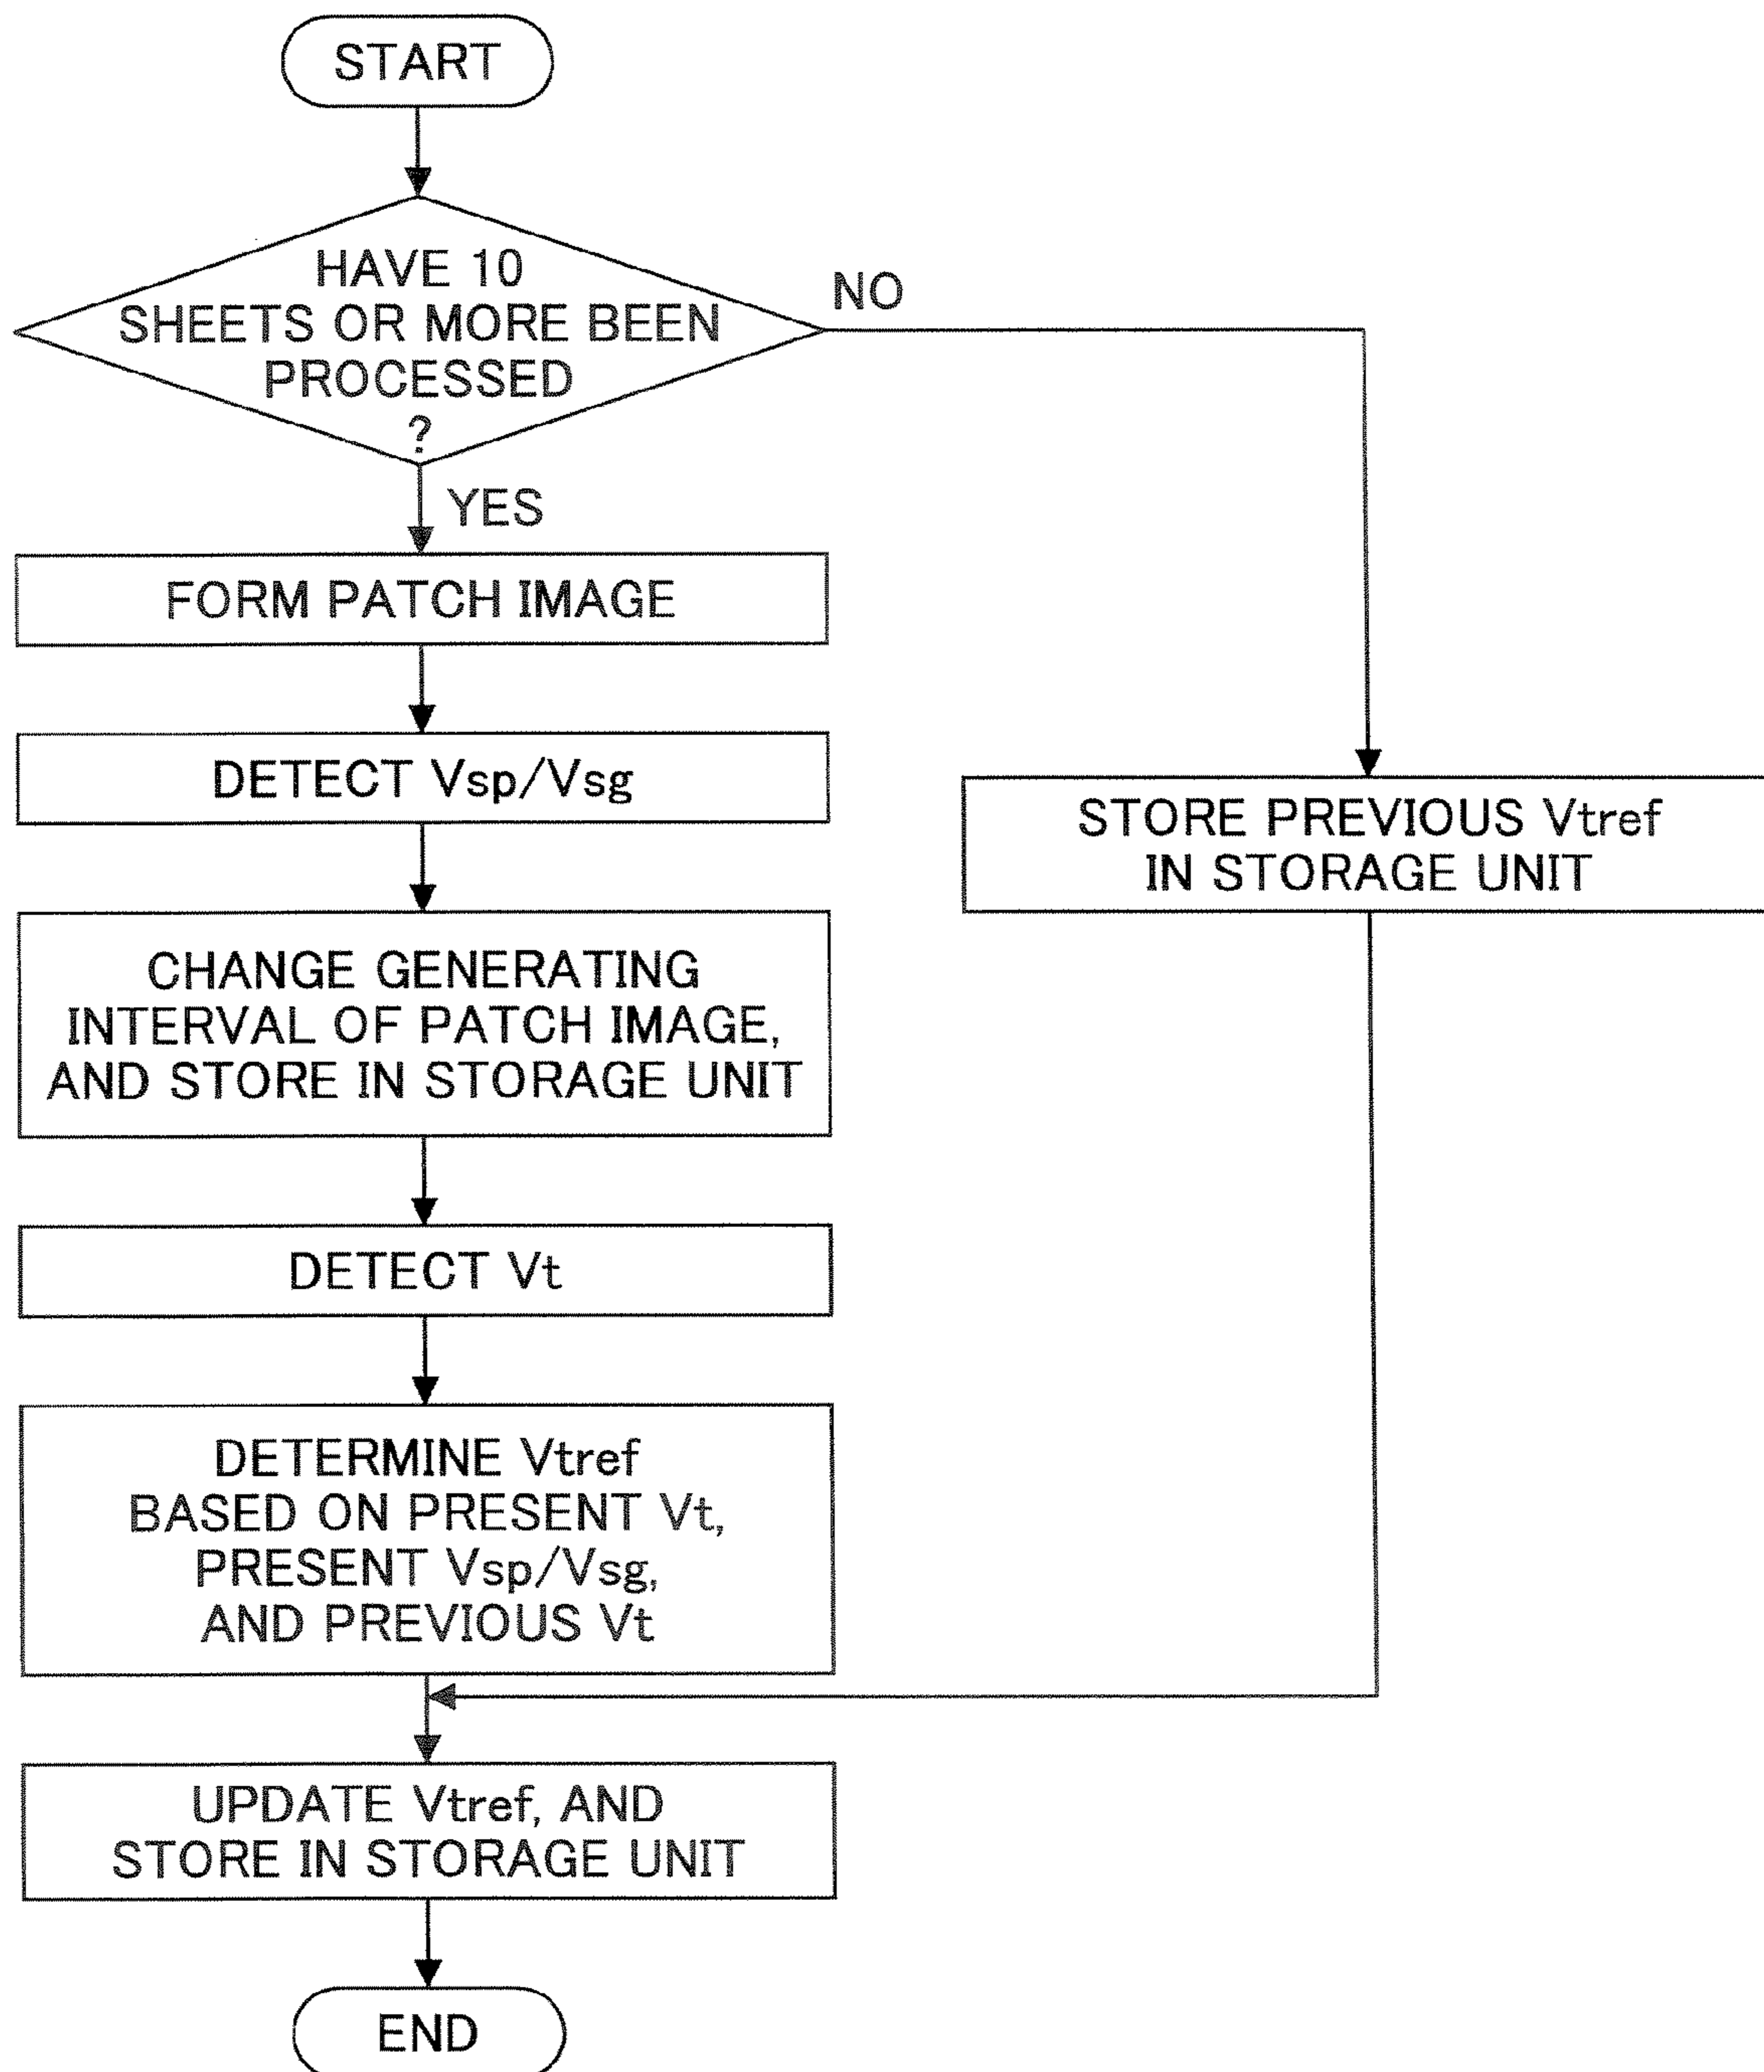 START
HAVE 10
SHEETS OR MORE BEEN
PROCESSED
?
NO
YES
FORM PATCH IMAGE
DETECT Vsp/Vsg
STORE PREVIOUS Vtref
IN STORAGE UNIT
CHANGE GENERATING
INTERVAL OF PATCH IMAGE,
AND STORE IN STORAGE UNIT
DETECT Vt
DETERMINE Vtref
BASED ON PRESENT Vt,
PRESENT Vsp/Vsg,
AND PREVIOUS Vt
UPDATE Vtref, AND
STORE IN STORAGE UNIT
END